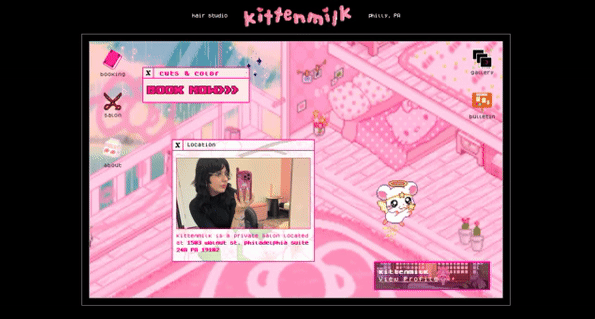 hair studio
kittenmilk
philly, PA
booking
salon
about
X cuts & color
BOOK NOW>>>
X Location
kittenmilk is a private salon located
at 1503 walnut st. philadelphia suite
240 PA 19102
gallery
bulletin
kittenmilk
View Profile